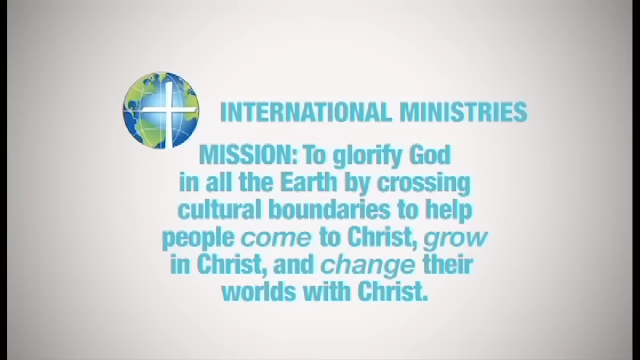 INTERNATIONAL MINISTRIES
MISSION: To glorify God
in all the Earth by crossing
cultural boundaries to help
people come to Christ, grow
in Christ, and change their
worlds with Christ.